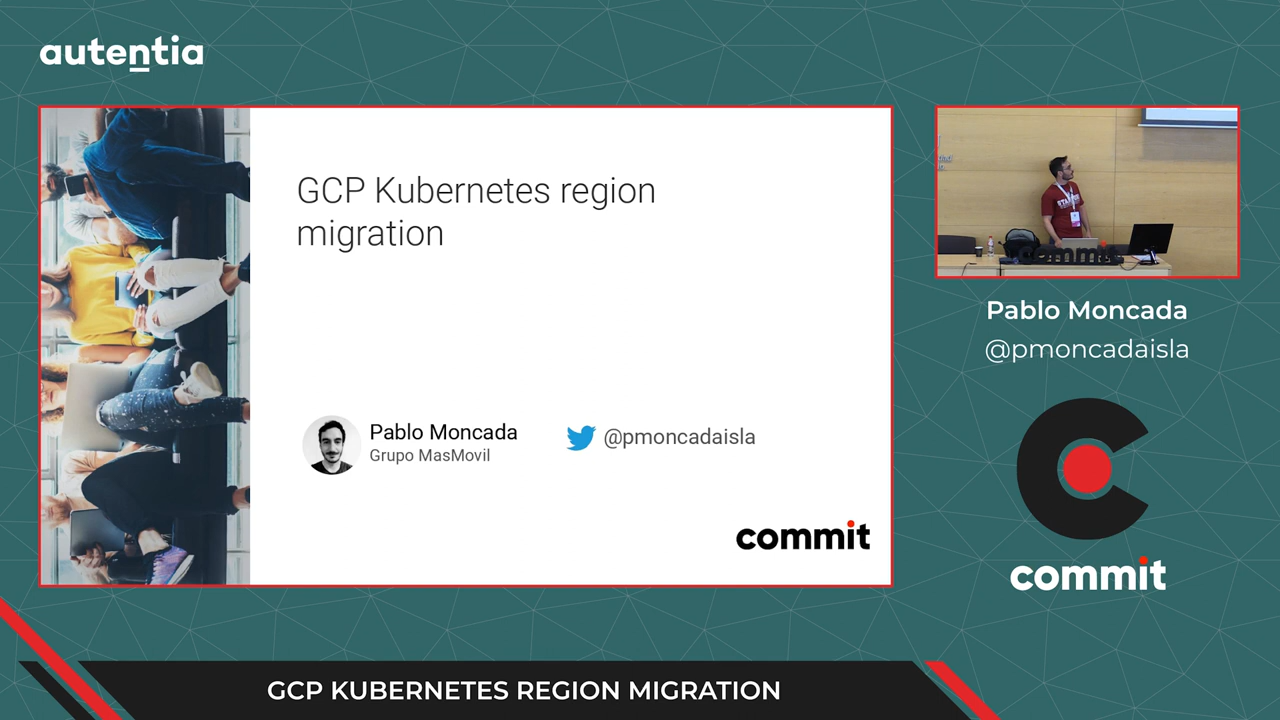 autentia
GCP Kubernetes region
migration
Pablo Moncada
Grupo MasMovil
@pmoncadaisla
commit
Pablo Moncada
@pmoncadaisla
commit
GCP KUBERNETES REGION MIGRATION